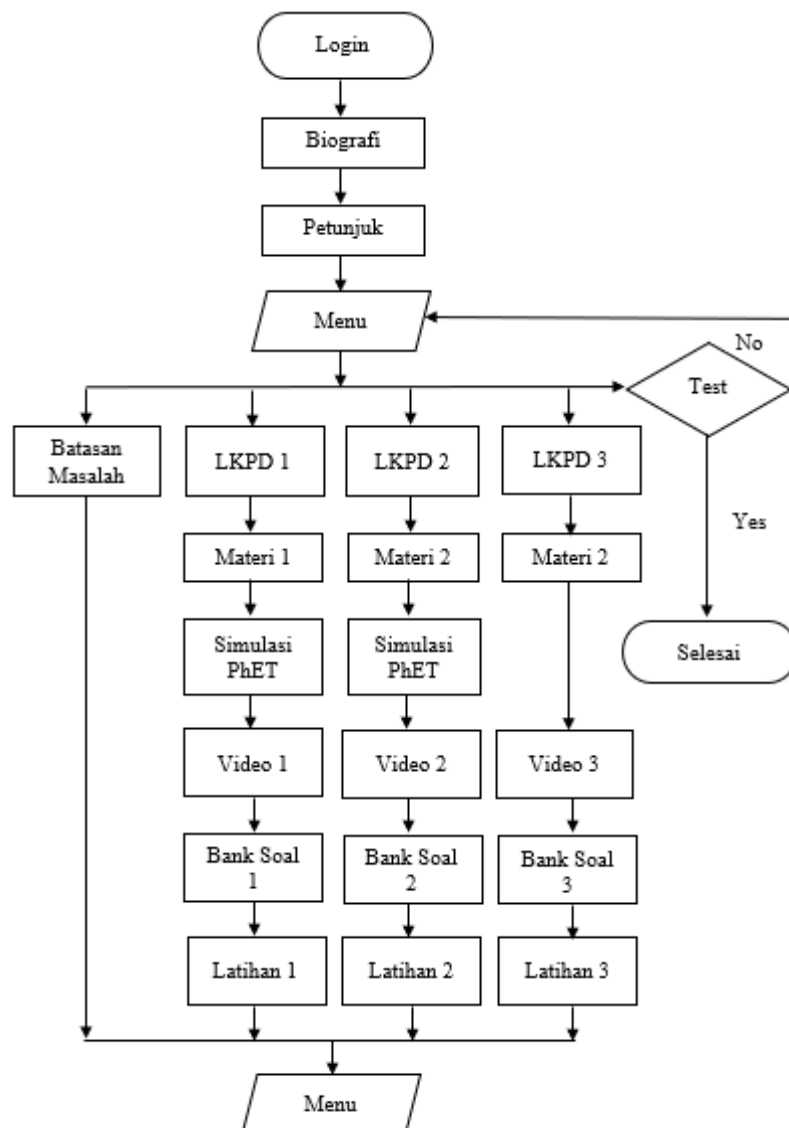 Login
Biografi
Petunjuk
Menu
No
Test
Batasan
Masalah
LKPD 1
LKPD 2
LKPD 3
Yes
Materi 1
Materi 2
Materi 2
Simulasi
PhET
Simulasi
PhET
Selesai
Video 1
Video 2
Video 3
Bank Soal
1
Bank Soal
2
Bank Soal
3
Latihan 1
Latihan 2
Latihan 3
Menu